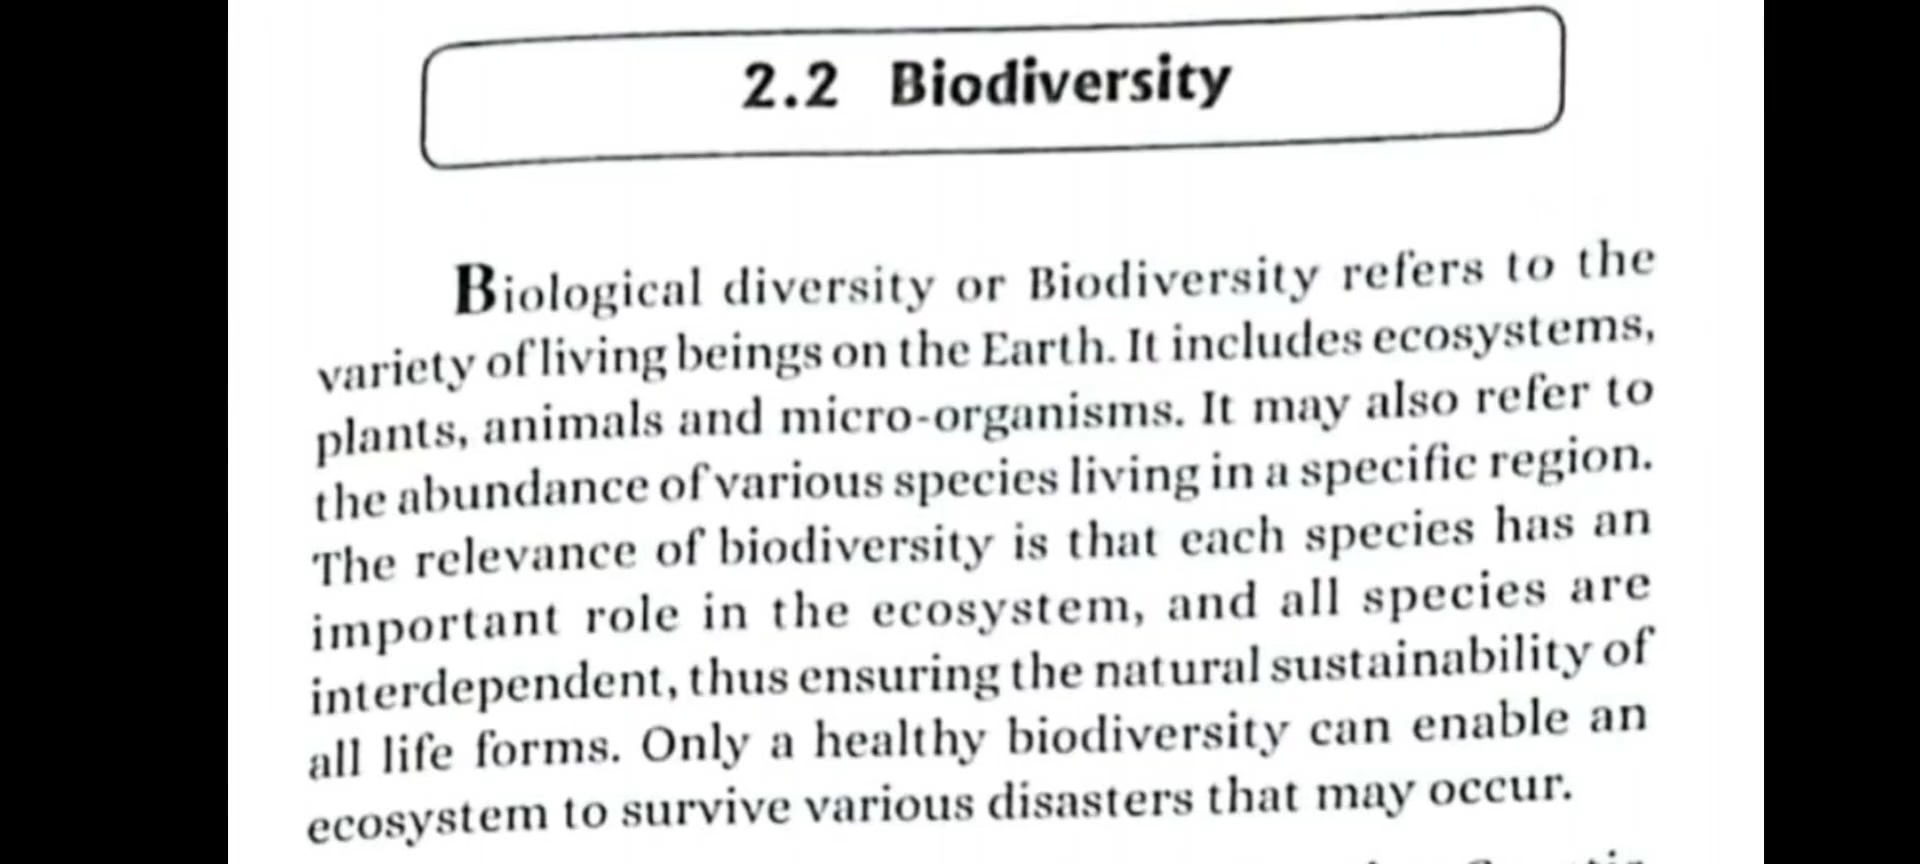 2.2 Biodiversity
Biological diversity or Biodiversity refers to the
variety of living beings on the Earth. It includes ecosystems,
plants, animals and micro-organisms. It may also refer to
the abundance of various species living in a specific region.
The relevance of biodiversity is that each species has an
important role in the ecosystem, and all species are
interdependent, thus ensuring the natural sustainability of
all life forms. Only a healthy biodiversity can enable an
ecosystem to survive various disasters that may occur.